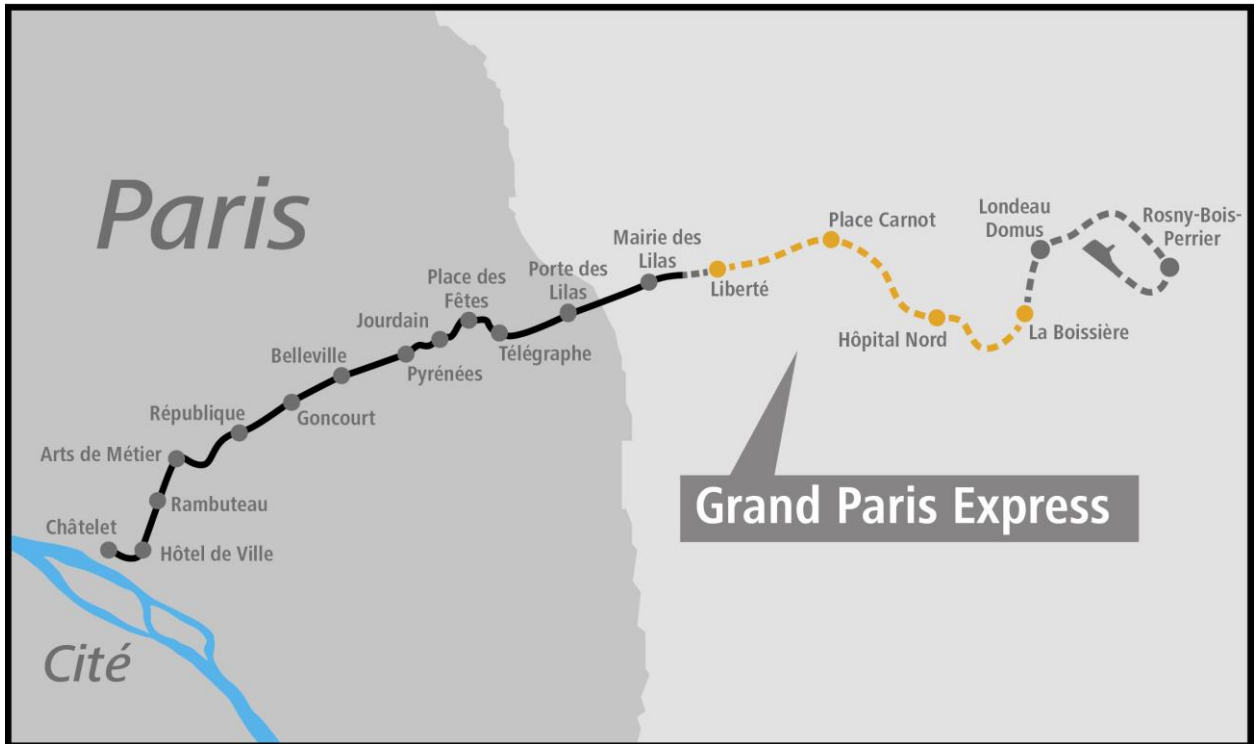 Paris
Cité
Châtelet
Hôtel de Ville
Rambuteau
Arts de Métier
République
Goncourt
Belleville
Pyrénées
Jourdain
Place des
Fêtes
Télégraphe
Porte des
Lilas
Mairie des
Lilas
Liberté
Place Carnot
Hôpital Nord
La Boissière
Londeau
Domus
Rosny-Bois-
Perrier
Grand Paris Express